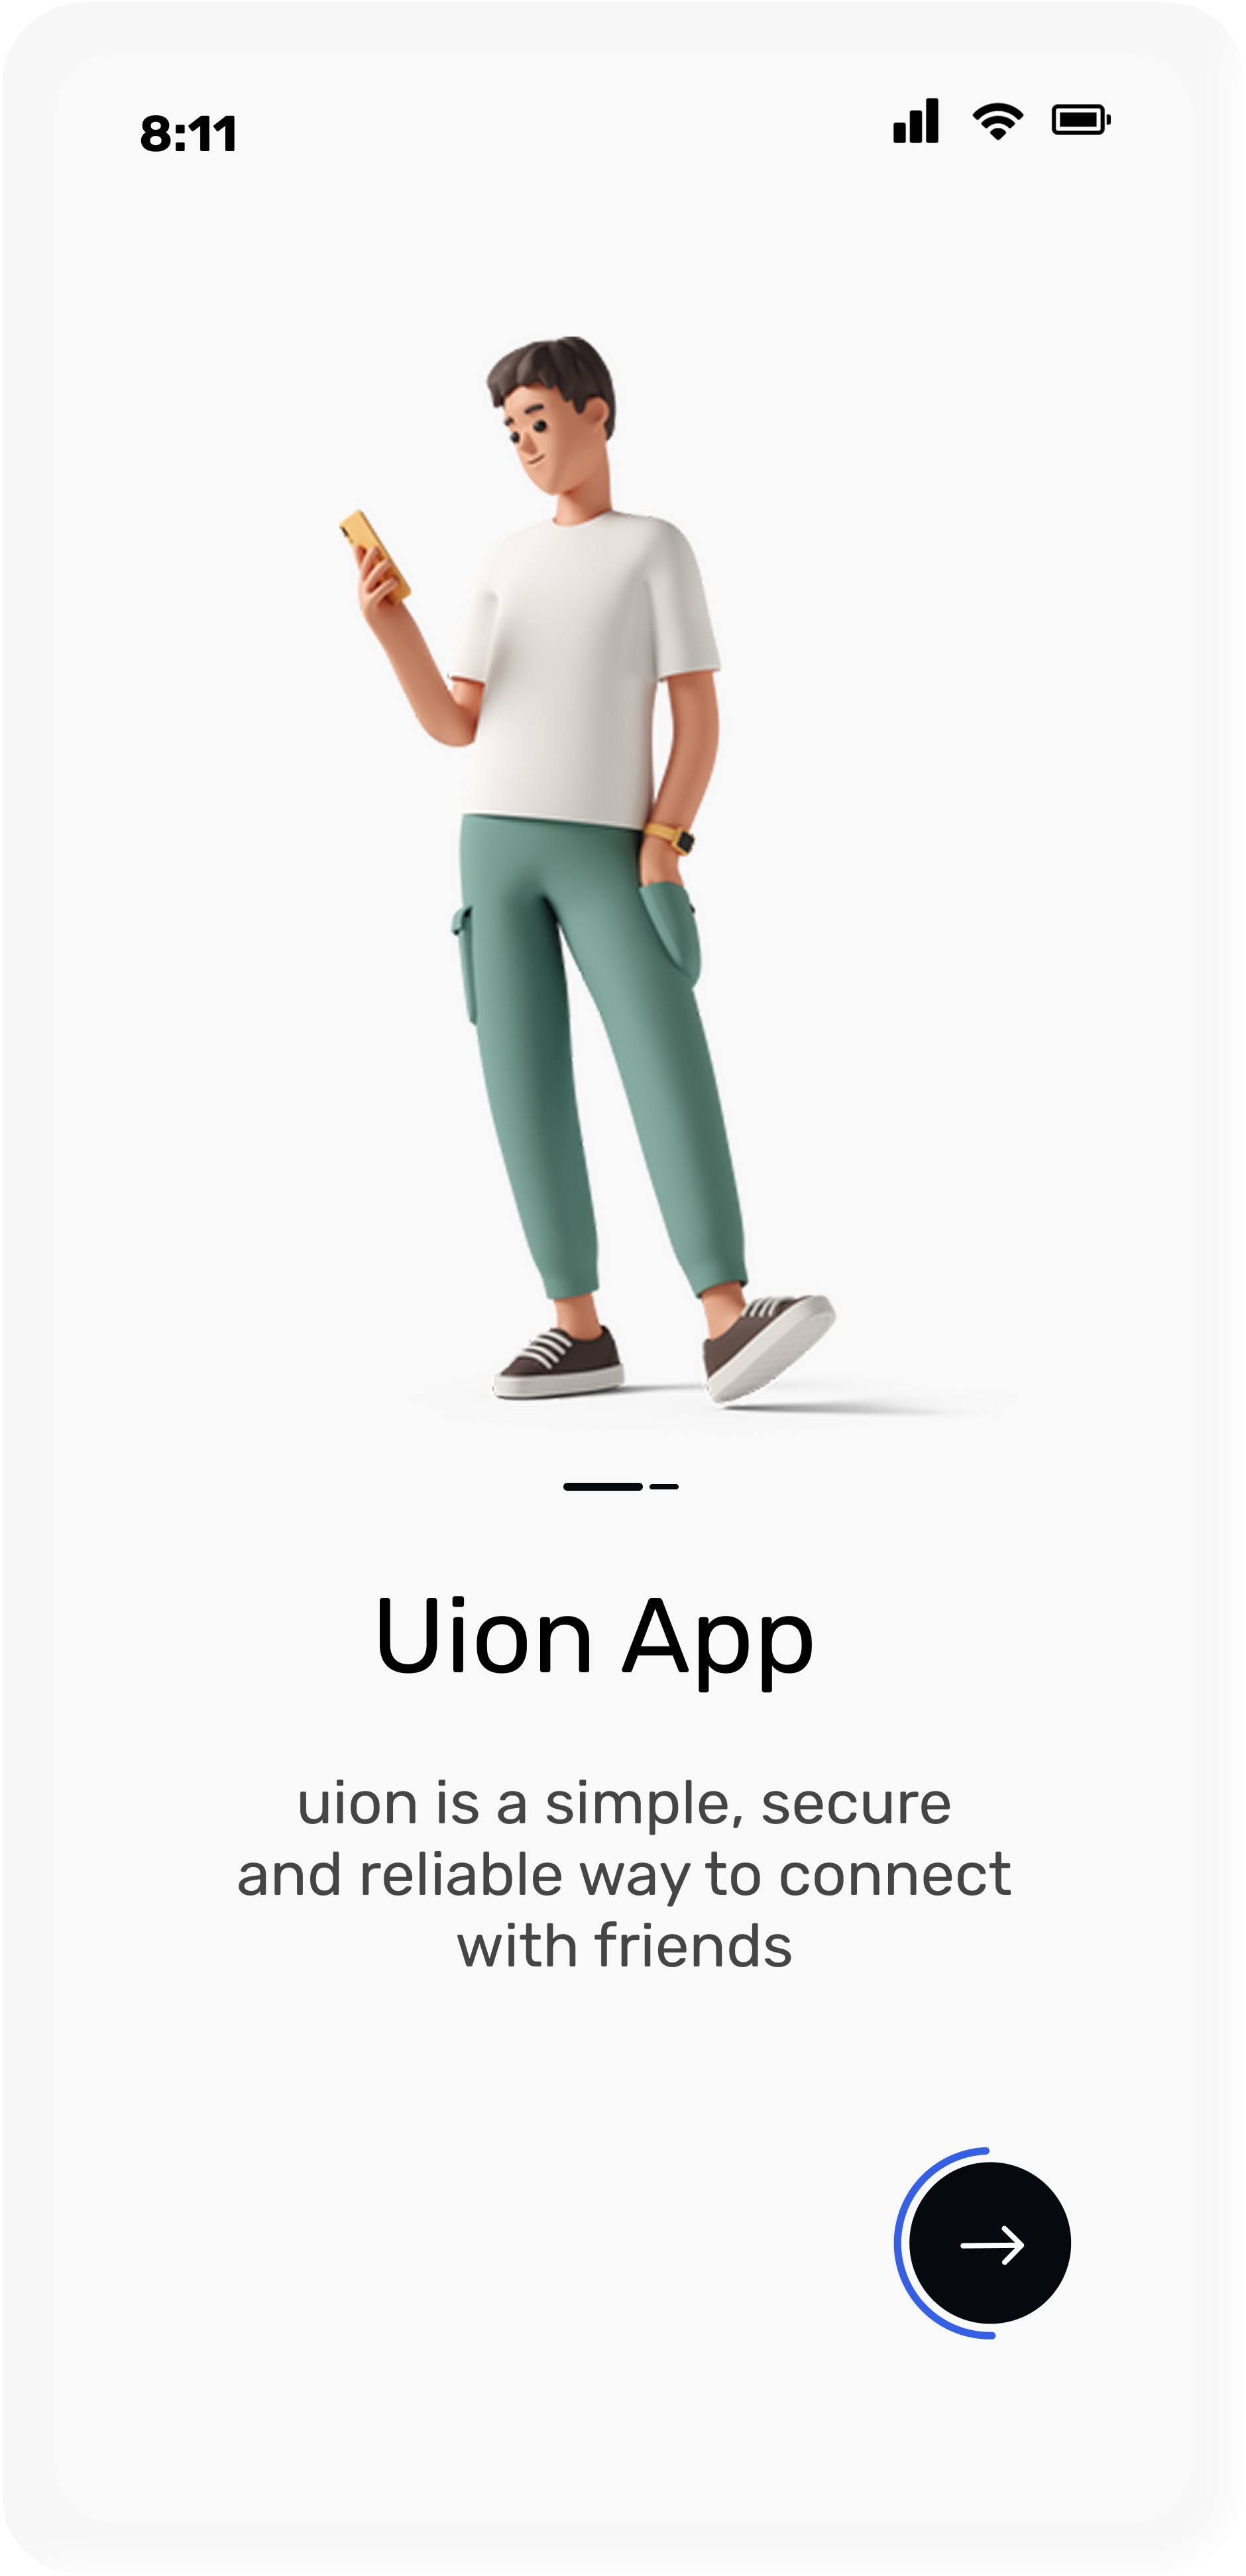 8:11
Uion App
uion is a simple, secure
and reliable way to connect
with friends